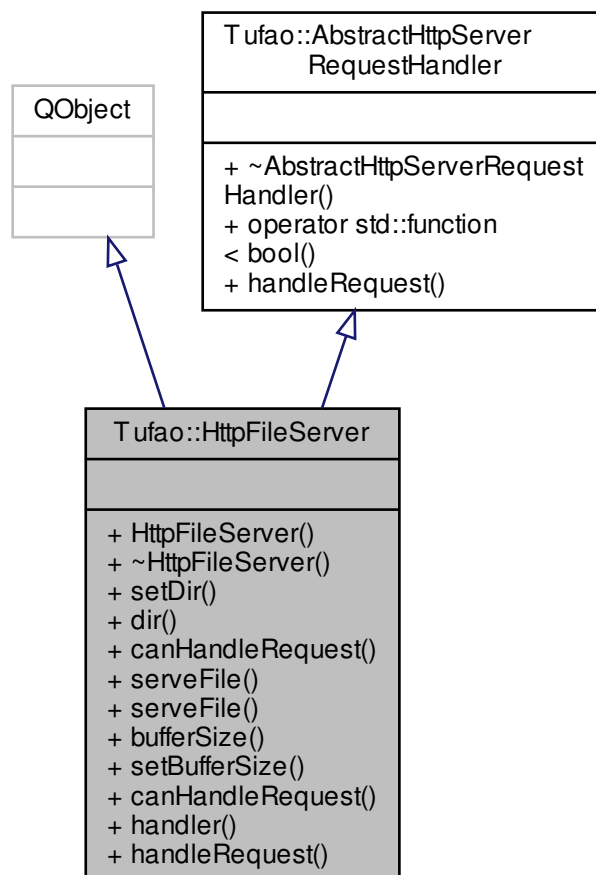 Tufao::AbstractHttpServer
RequestHandler
QObject
+ ~AbstractHttpServerRequest
Handler()
+ operator std::function
< bool()
+ handleRequest()
Tufao::HttpFileServer
+ HttpFileServer()
+ ~HttpFileServer()
+ setDir()
+ dir()
+ canHandleRequest()
+ serveFile()
+ serveFile()
+ bufferSize()
+ setBufferSize()
+ canHandleRequest()
+ handler()
+ handleRequest()